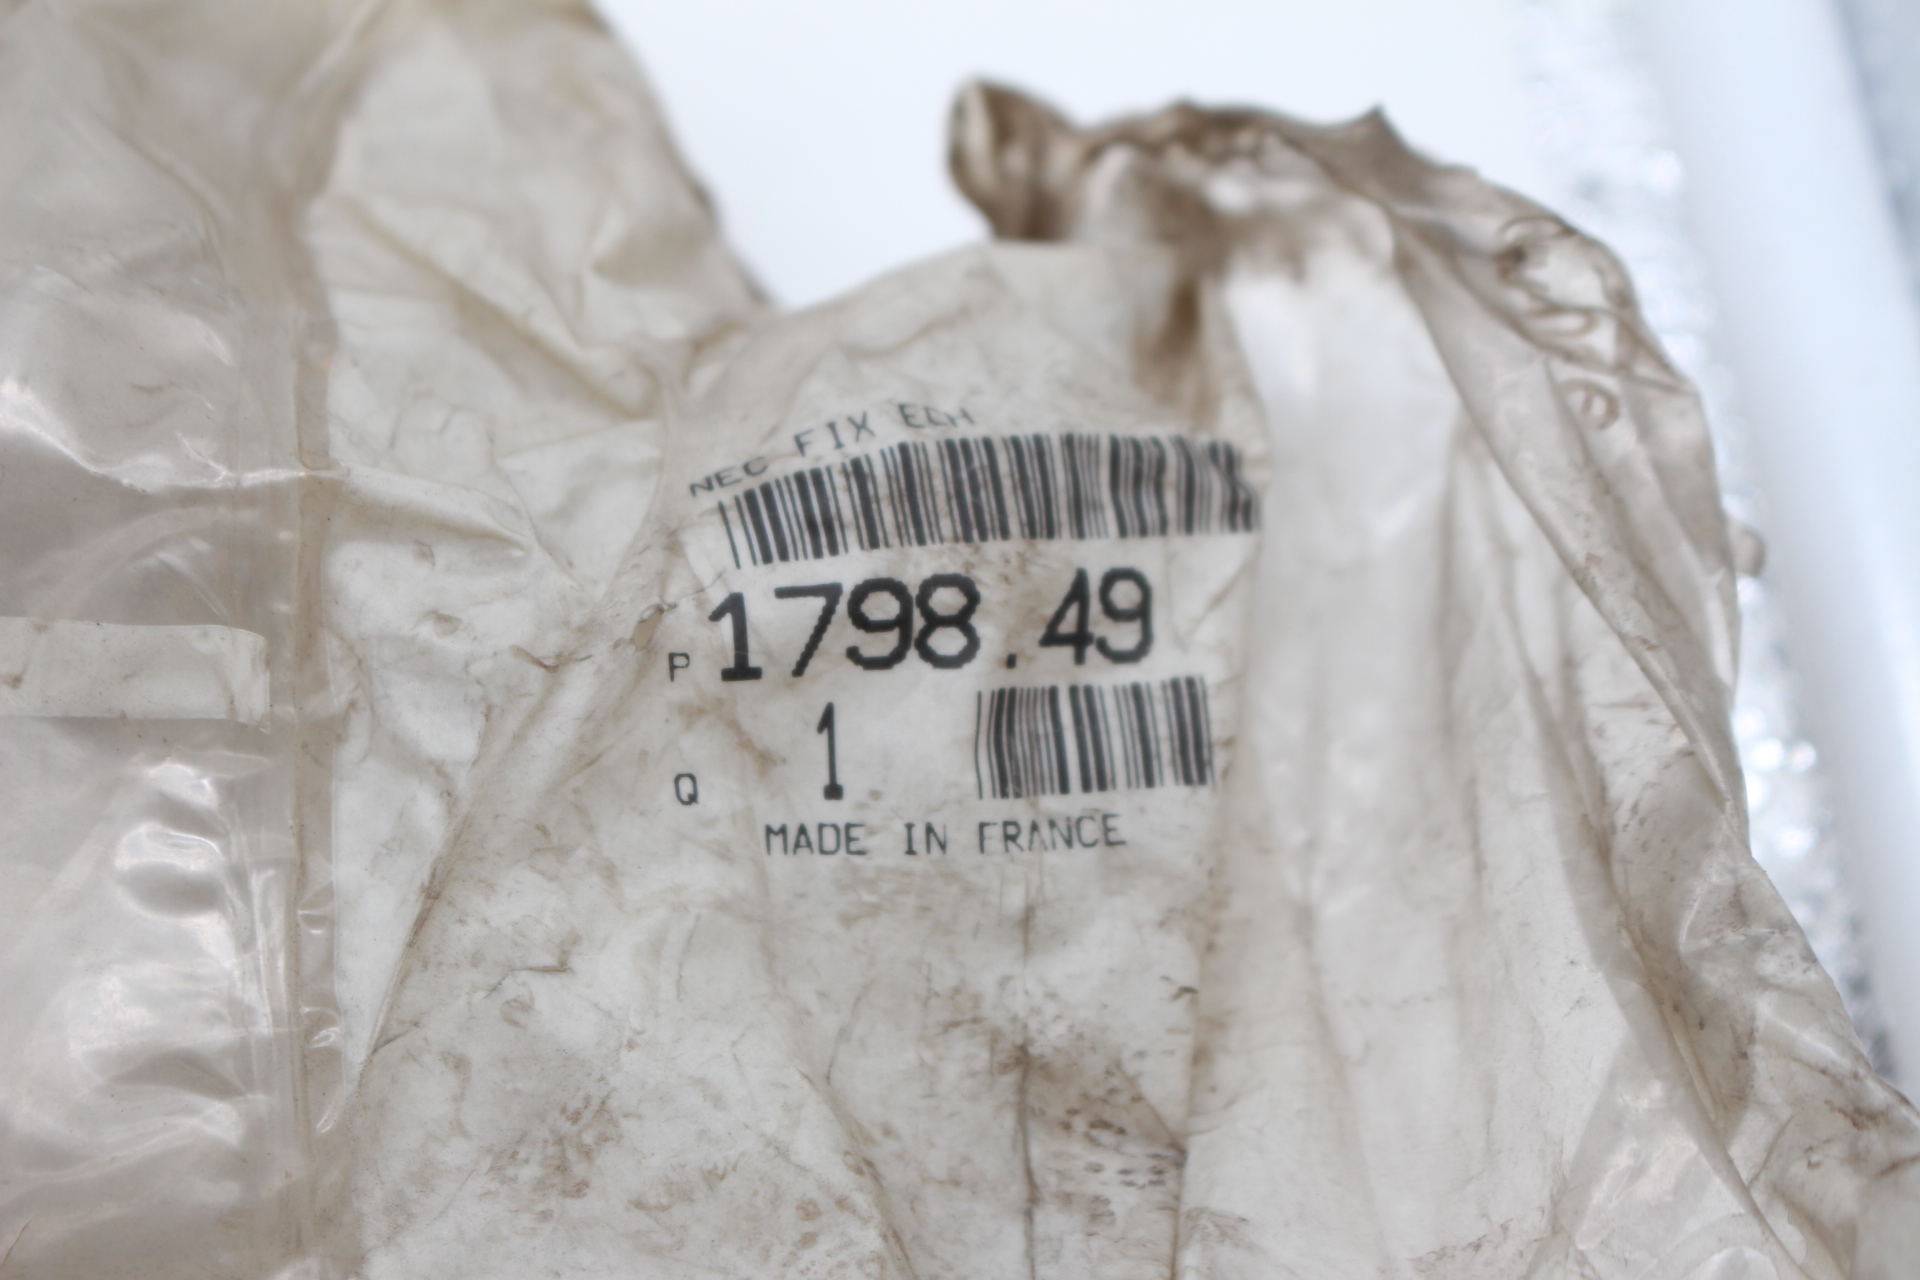 NEC FIX ECH
P 1798.49
Q 1
MADE IN FRANCE